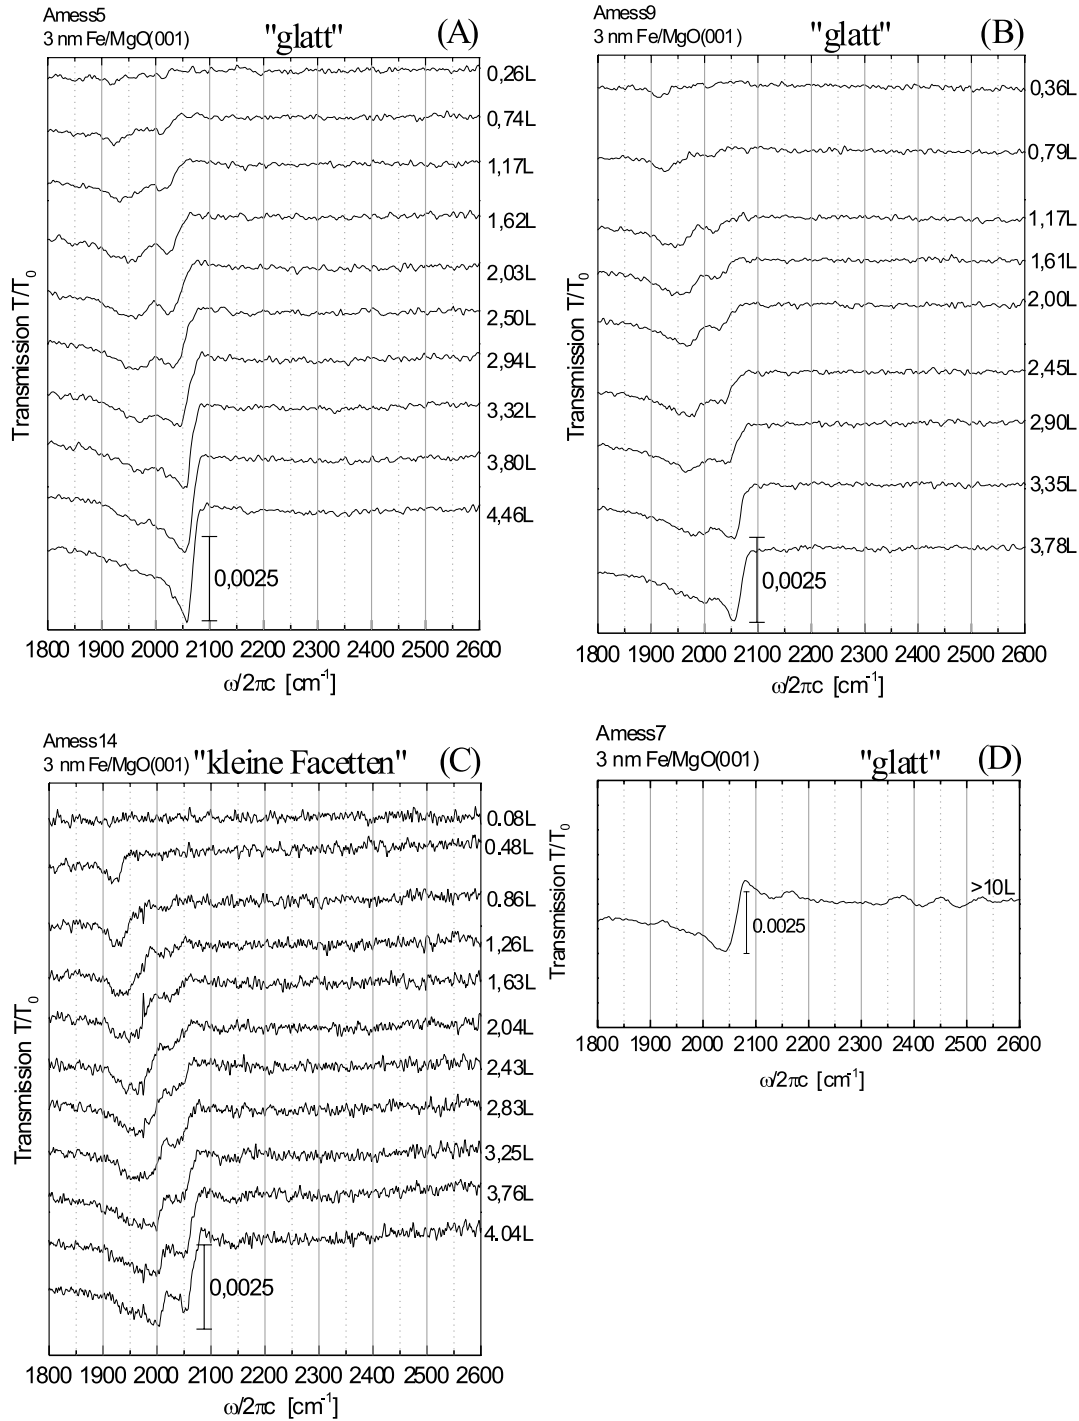 Amess5
3 nm Fe/MgO(001) "glatt" (A)
0,26L
0,74L
1,17L
1,62L
2,03L
2,50L
2,94L
3,32L
3,80L
4,46L
0,0025
Transmission T/T0
1800 1900 2000 2100 2200 2300 2400 2500 2600
ω/2πc [cm-1]
Amess9
3 nm Fe/MgO(001) "glatt" (B)
0,36L
0,79L
1,17L
1,61L
2,00L
2,45L
2,90L
3,35L
3,78L
0,0025
Transmission T/T0
1800 1900 2000 2100 2200 2300 2400 2500 2600
ω/2πc [cm-1]
Amess14
3 nm Fe/MgO(001) "kleine Facetten" (C)
0.08L
0.48L
0.86L
1,26L
1,63L
2,04L
2,43L
2,83L
3,25L
3,76L
4.04L
0,0025
Transmission T/T0
1800 1900 2000 2100 2200 2300 2400 2500 2600
ω/2πc [cm-1]
Amess7
3 nm Fe/MgO(001) "glatt" (D)
>10L
0.0025
Transmission T/T0
1800 1900 2000 2100 2200 2300 2400 2500 2600
ω/2πc [cm-1]